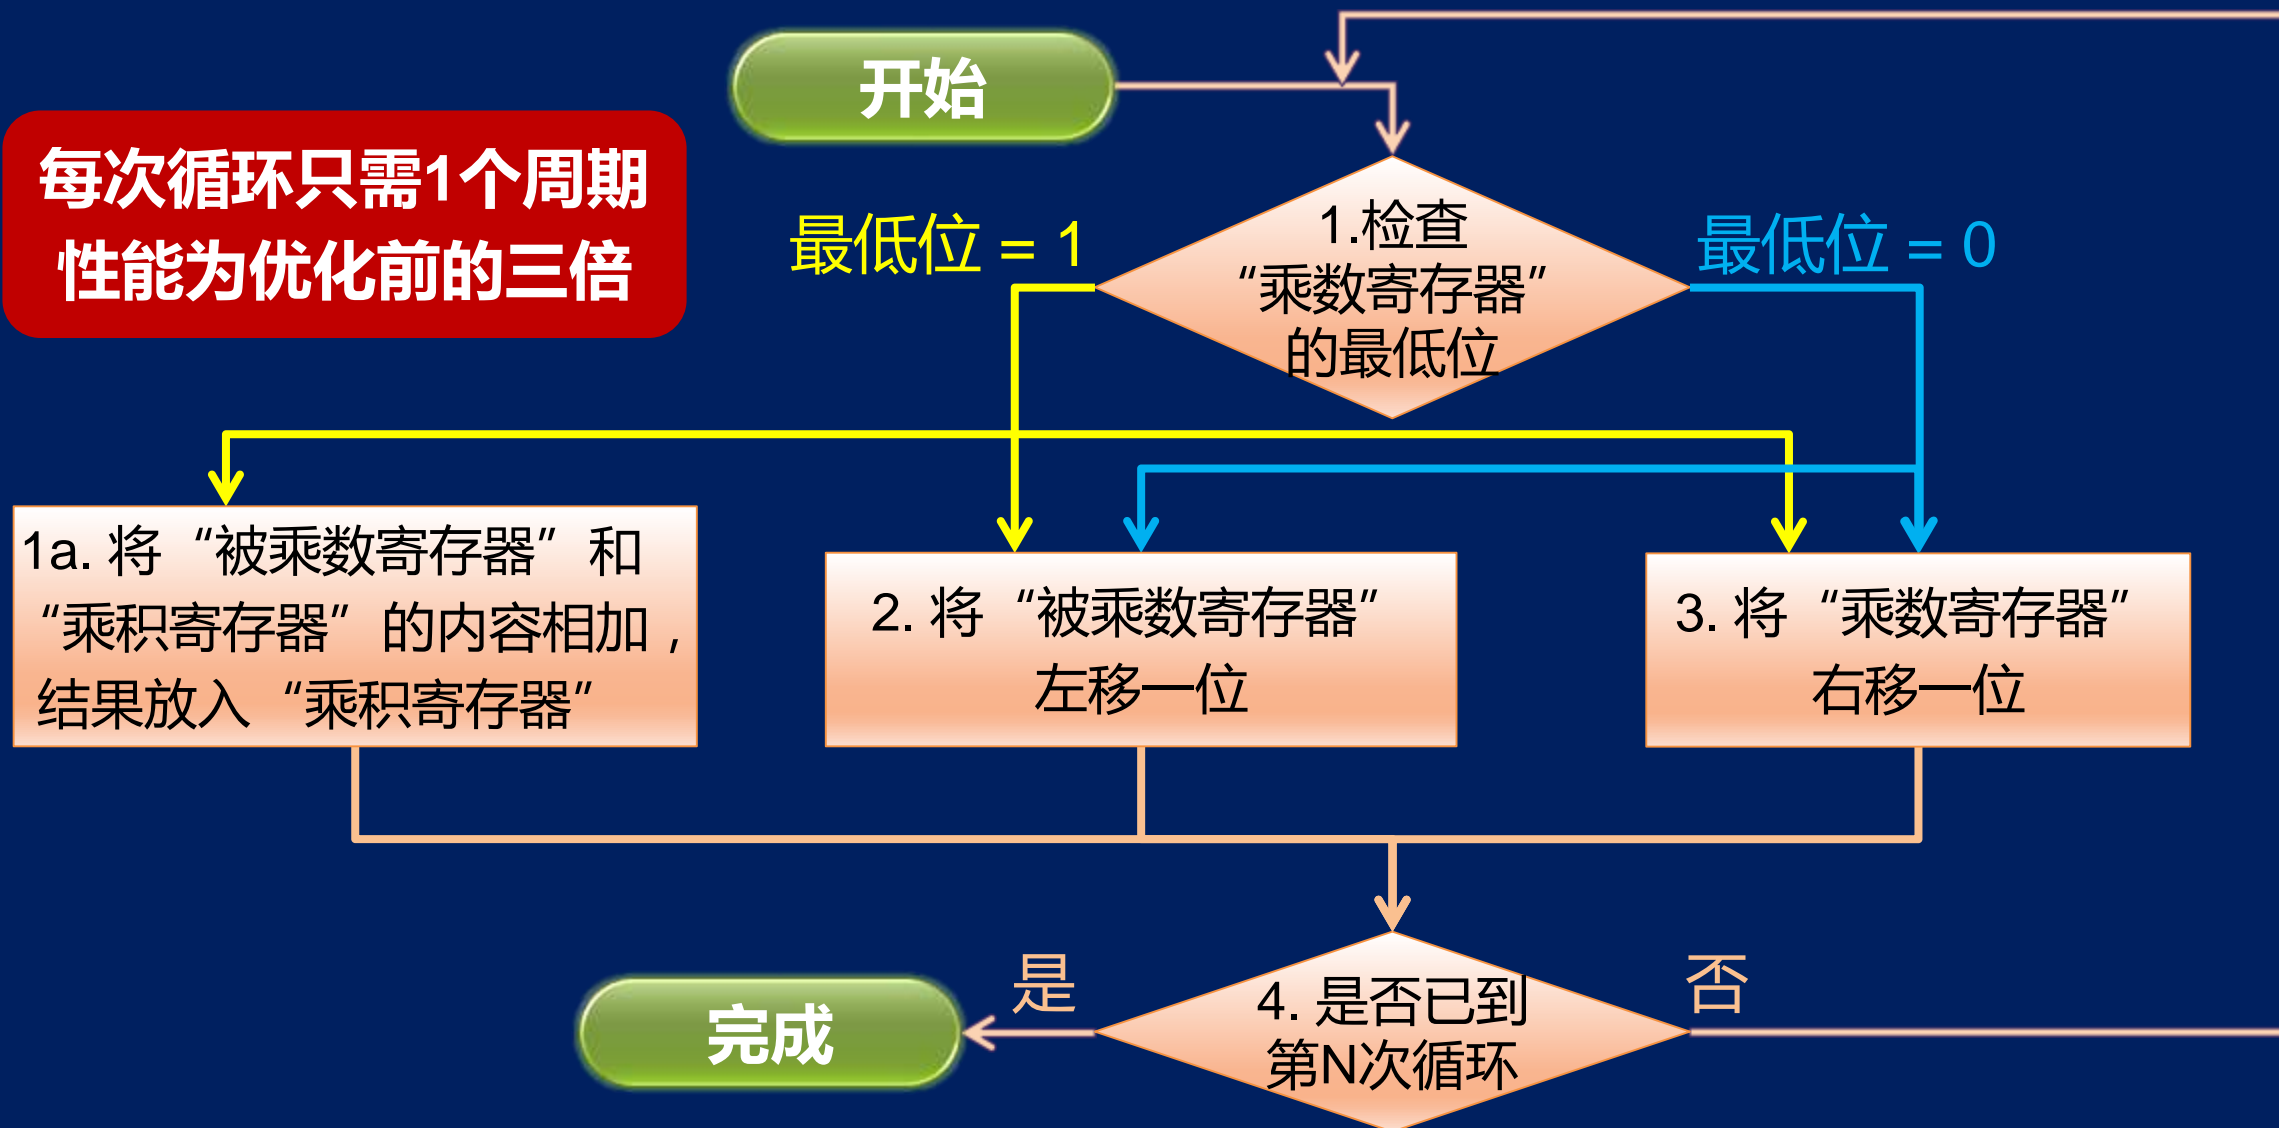 开始
每次循环只需1个周期
性能为优化前的三倍
最低位 = 1
1.检查
“乘数寄存器”
的最低位
最低位 = 0
1a. 将“被乘数寄存器”和
“乘积寄存器”的内容相加，
结果放入“乘积寄存器”
2. 将“被乘数寄存器”
左移一位
3. 将“乘数寄存器”
右移一位
是
4. 是否已到
第N次循环
否
完成